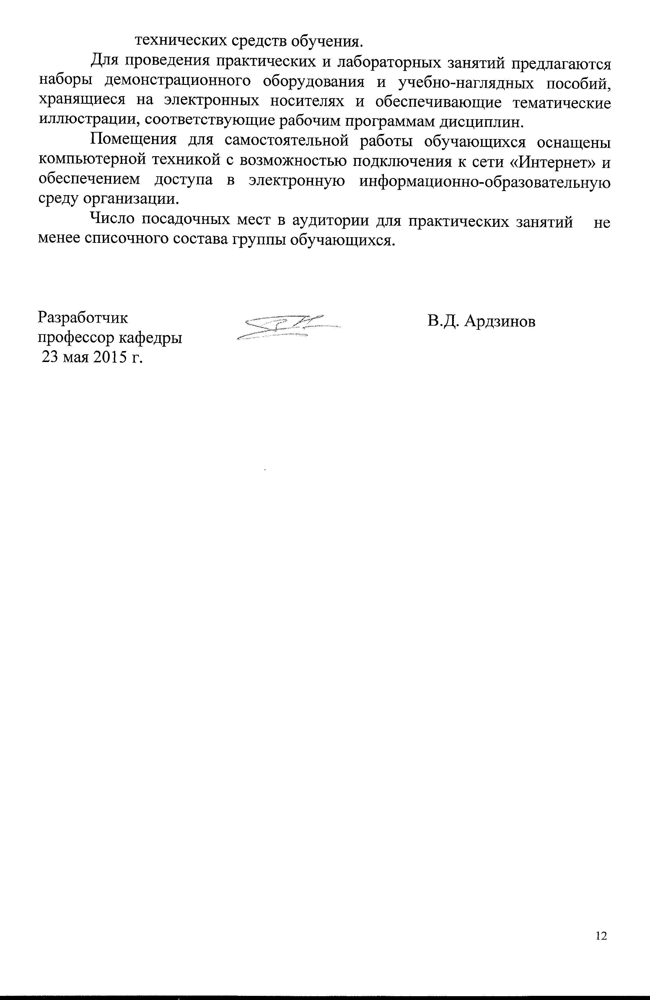 технических средств обучения.
Для проведения практических и лабораторных занятий предлагаются
наборы демонстрационного оборудования и учебно-наглядных пособий,
хранящиеся на электронных носителях и обеспечивающие тематические
иллюстрации, соответствующие рабочим программам дисциплин.
Помещения для самостоятельной работы обучающихся оснащены
компьютерной техникой с возможностью подключения к сети «Интернет» и
обеспечением доступа в электронную информационно-образовательную
среду организации.
Число посадочных мест в аудитории для практических занятий не
менее списочного состава группы обучающихся.
Разработчик В.Д. Ардзинов
профессор кафедры
23 мая 2015 г.
12